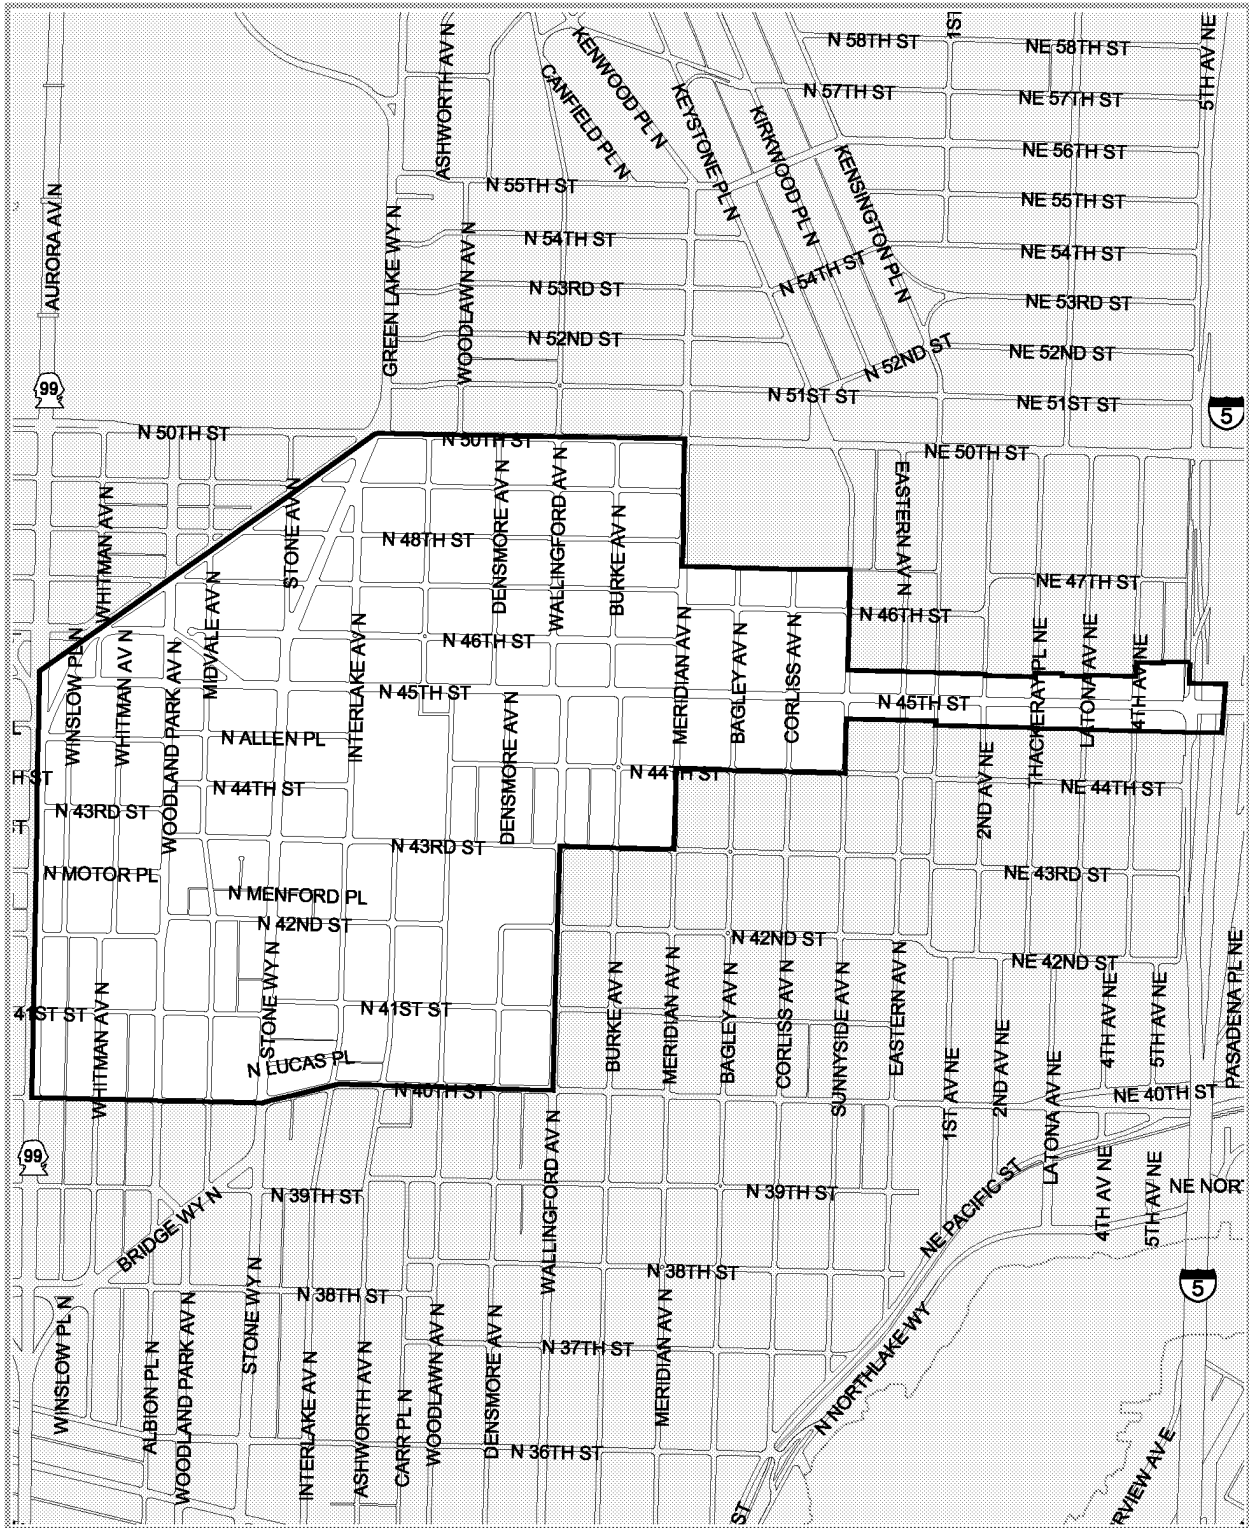 1ST
N 58TH ST
NE 58TH ST
5TH AV NE
ASHWORTH AV N
KENWOOD PL N
CANFIELD PL N
KEYSTONE PL N
KIRKWOOD PL N
KENSINGTON PL N
N 57TH ST
NE 57TH ST
NE 56TH ST
N 55TH ST
NE 55TH ST
AURORA AV N
GREEN LAKE WY N
WOODLAWN AV N
N 54TH ST
N 54TH ST
NE 54TH ST
N 53RD ST
NE 53RD ST
N 52ND ST
N 52ND ST
NE 52ND ST
99
N 51ST ST
NE 51ST ST
5
N 50TH ST
N 50TH ST
NE 50TH ST
WHITMAN AV N
STONE AV N
DENSMORE AV N
WALLINGFORD AV N
BURKE AV N
EASTERN AV N
N 48TH ST
NE 47TH ST
MIDVALE AV N
N 46TH ST
N 46TH ST
WINSLOW PL N
WHITMAN AV N
WOODLAND PARK AV N
INTERLAKE AV N
MERIDIAN AV N
BAGLEY AV N
CORLISS AV N
THACKERAY PL NE
LATONA AV NE
4TH AV NE
N 45TH ST
N 45TH ST
DENSMORE AV N
N ALLEN PL
2ND AV NE
H ST
N 44TH ST
N 44TH ST
NE 44TH ST
N 43RD ST
ST
N 43RD ST
N MOTOR PL
NE 43RD ST
N MENFORD PL
N 42ND ST
N 42ND ST
NE 42ND ST
STONE WY N
WHITMAN AV N
BURKE AV N
MERIDIAN AV N
BAGLEY AV N
CORLISS AV N
SUNNYSIDE AV N
EASTERN AV N
4TH AV NE
5TH AV NE
PASADENA PL NE
41ST ST
N 41ST ST
1ST AV NE
2ND AV NE
LATONA AV NE
N LUCAS PL
N 40TH ST
NE 40TH ST
99
WALLINGFORD AV N
4TH AV NE
5TH AV NE
NE NORT
N 39TH ST
N 39TH ST
BRIDGE WY N
NE PACIFIC ST
N 38TH ST
N 38TH ST
5
STONE WY N
WINSLOW PL N
ALBION PL N
WOODLAND PARK AV N
INTERLAKE AV N
ASHWORTH AV N
CARR PL N
WOODLAWN AV N
DENSMORE AV N
N 37TH ST
MERIDIAN AV N
N NORTHLAKE WY
N 36TH ST
ST
RVIEW AV E